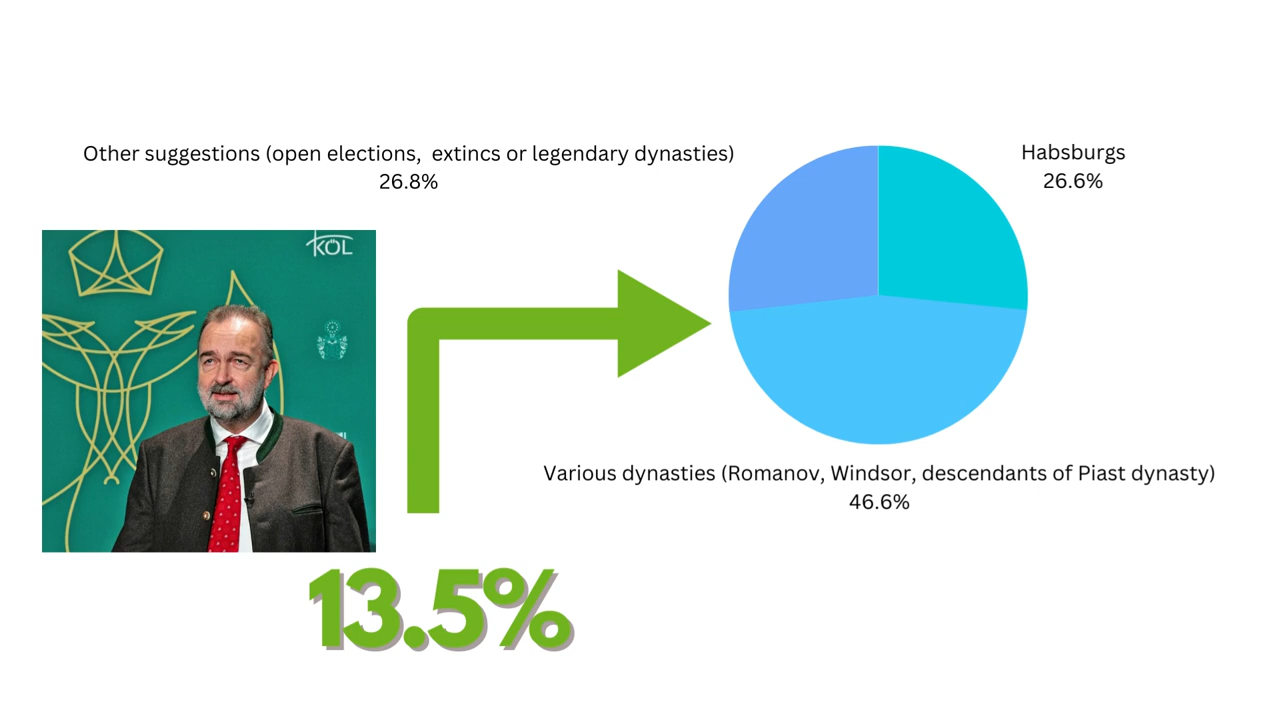 Other suggestions (open elections,  extincs or legendary dynasties)
26.8%
Habsburgs
26.6%
KÖL
Various dynasties (Romanov, Windsor, descendants of Piast dynasty)
46.6%
13.5%